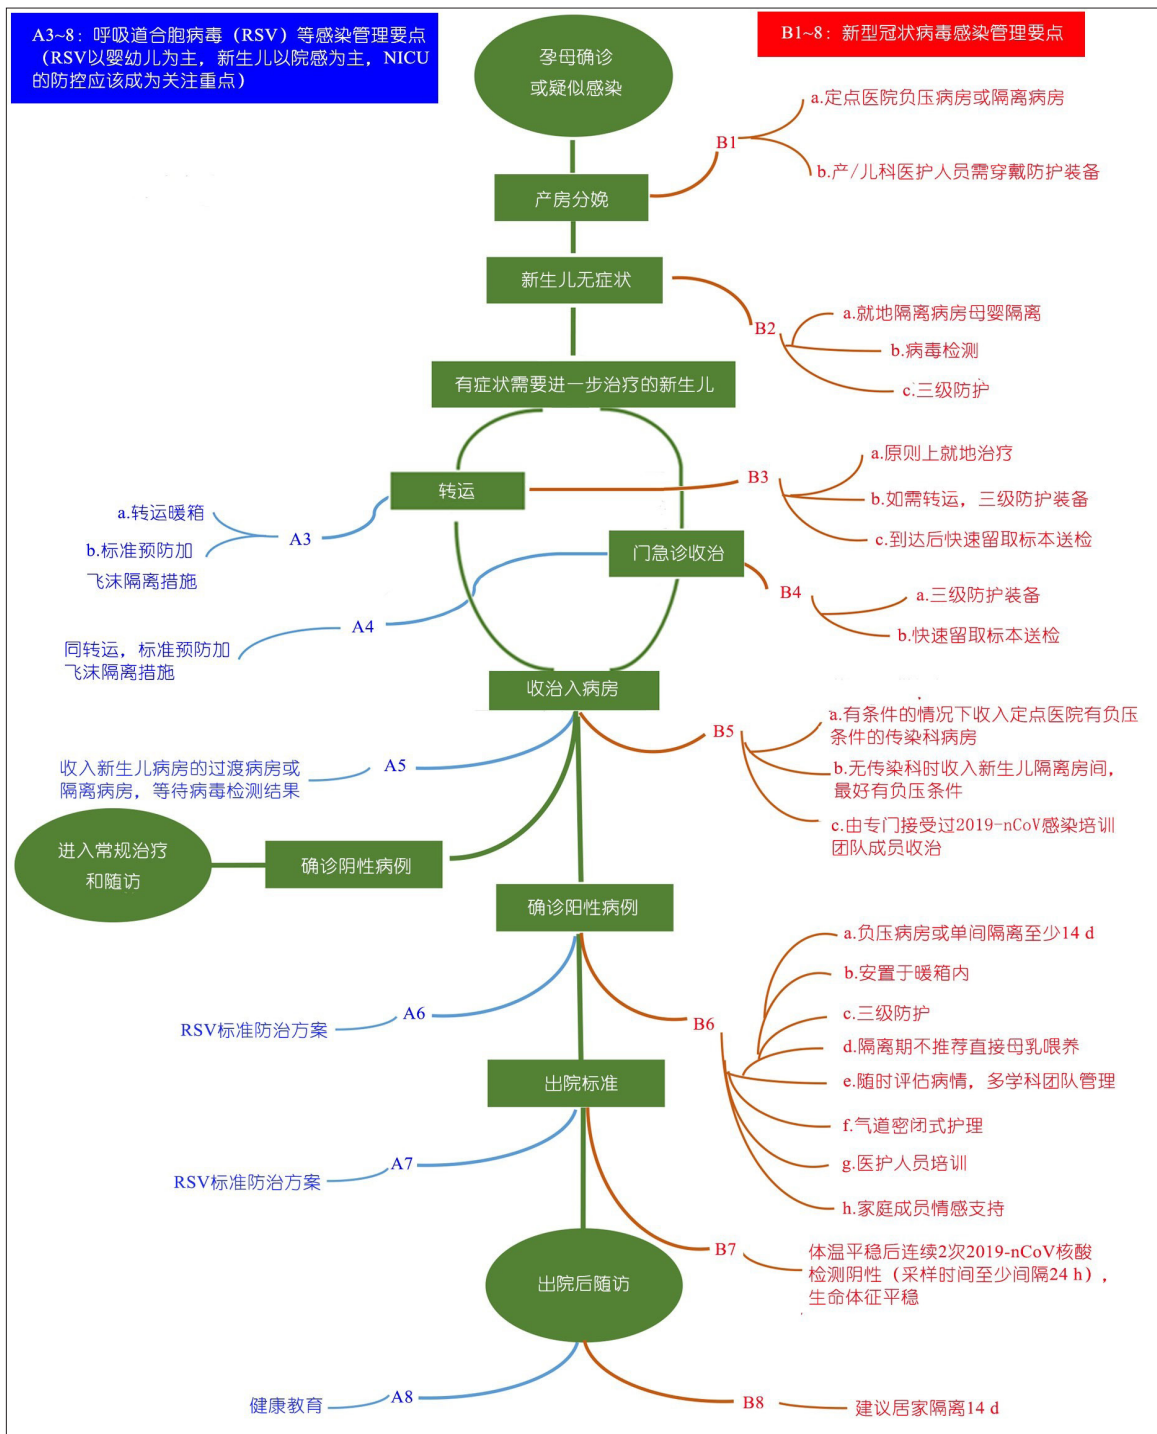 A3~8：呼吸道合胞病毒（RSV）等感染管理要点
（RSV以婴幼儿为主，新生儿以院感为主，NICU
的防控应该成为关注重点）
B1~8：新型冠状病毒感染管理要点
孕母确诊
或疑似感染
a.定点医院负压病房或隔离病房
B1
b.产/儿科医护人员需穿戴防护装备
产房分娩
新生儿无症状
B2
a.就地隔离病房母婴隔离
b.病毒检测
c.三级防护
有症状需要进一步治疗的新生儿
转运
B3
a.原则上就地治疗
b.如需转运，三级防护装备
c.到达后快速留取标本送检
a.转运暖箱
A3
b.标准预防加
飞沫隔离措施
门急诊收治
B4
a.三级防护装备
b.快速留取标本送检
A4
同转运，标准预防加
飞沫隔离措施
收治入病房
B5
a.有条件的情况下收入定点医院有负压
条件的传染科病房
b.无传染科时收入新生儿隔离房间，
最好有负压条件
c.由专门接受过2019-nCoV感染培训
团队成员收治
A5
收入新生儿病房的过渡病房或
隔离病房，等待病毒检测结果
进入常规治疗
和随访
确诊阴性病例
确诊阳性病例
A6
RSV标准防治方案
B6
a.负压病房或单间隔离至少14 d
b.安置于暖箱内
c.三级防护
d.隔离期不推荐直接母乳喂养
e.随时评估病情，多学科团队管理
f.气道密闭式护理
g.医护人员培训
h.家庭成员情感支持
出院标准
A7
RSV标准防治方案
B7
体温平稳后连续2次2019-nCoV核酸
检测阴性（采样时间至少间隔24 h），
生命体征平稳
出院后随访
A8
健康教育
B8
建议居家隔离14 d